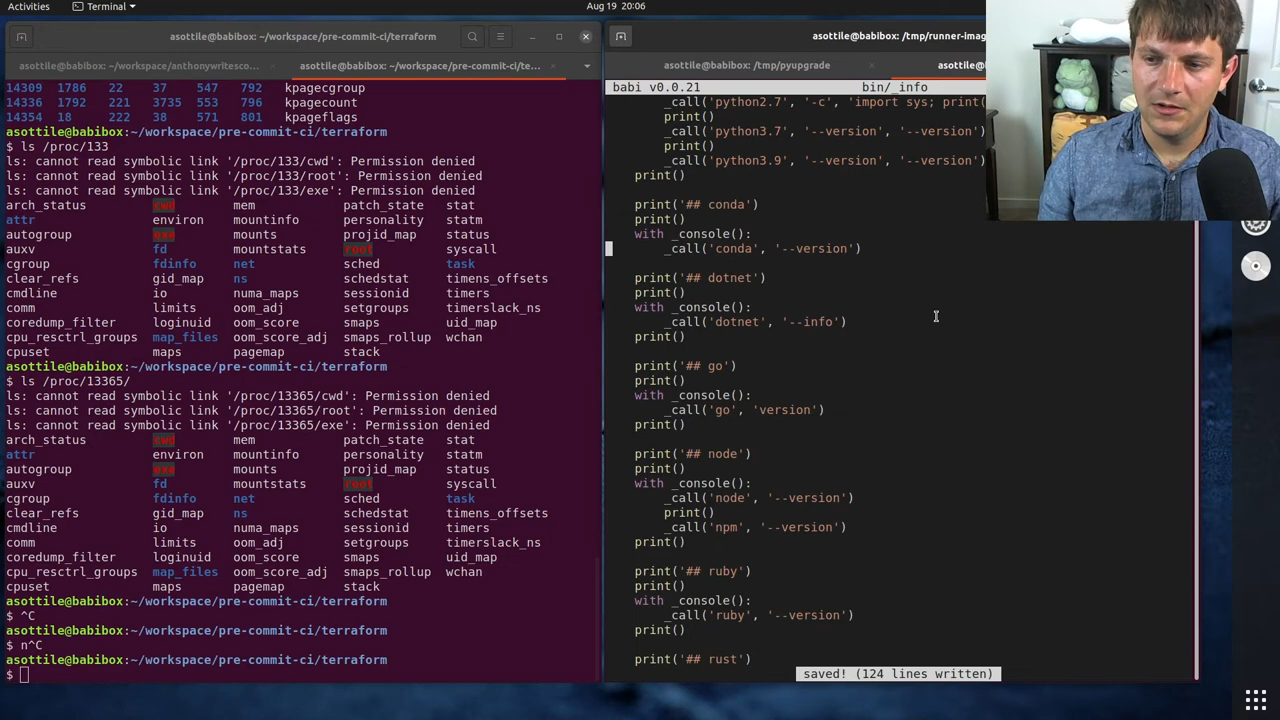 Activities
Terminal
Aug 19 20:06
asottile@babibox: ~/workspace/pre-commit-ci/terraform
asottile@babibox: ~/workspace/anthonywritesco...
asottile@babibox: ~/workspace/pre-commit-ci/te...
14309 1786 22 37 547 792 kpagecgroup
14336 1792 221 3735 553 796 kpagecount
14354 18 222 38 571 801 kpageflags
asottile@babibox:~/workspace/pre-commit-ci/terraform
$ ls /proc/133
ls: cannot read symbolic link '/proc/133/cwd': Permission denied
ls: cannot read symbolic link '/proc/133/root': Permission denied
ls: cannot read symbolic link '/proc/133/exe': Permission denied
arch_status cwd mem patch_state stat
attr environ mountinfo personality statm
autogroup exe mounts projid_map status
auxv fd mountstats root syscall
cgroup fdinfo net sched task
clear_refs gid_map ns schedstat timens_offsets
cmdline io numa_maps sessionid timers
comm limits oom_adj setgroups timerslack_ns
coredump_filter loginuid oom_score smaps uid_map
cpu_resctrl_groups map_files oom_score_adj smaps_rollup wchan
cpuset maps pagemap stack
asottile@babibox:~/workspace/pre-commit-ci/terraform
$ ls /proc/13365/
ls: cannot read symbolic link '/proc/13365/cwd': Permission denied
ls: cannot read symbolic link '/proc/13365/root': Permission denied
ls: cannot read symbolic link '/proc/13365/exe': Permission denied
arch_status cwd mem patch_state stat
attr environ mountinfo personality statm
autogroup exe mounts projid_map status
auxv fd mountstats root syscall
cgroup fdinfo net sched task
clear_refs gid_map ns schedstat timens_offsets
cmdline io numa_maps sessionid timers
comm limits oom_adj setgroups timerslack_ns
coredump_filter loginuid oom_score smaps uid_map
cpu_resctrl_groups map_files oom_score_adj smaps_rollup wchan
cpuset maps pagemap stack
asottile@babibox:~/workspace/pre-commit-ci/terraform
$ ^C
asottile@babibox:~/workspace/pre-commit-ci/terraform
$ n^C
asottile@babibox:~/workspace/pre-commit-ci/terraform
$
asottile@babibox: /tmp/runner-imag
asottile@babibox: /tmp/pyupgrade
asottile@
babi v0.0.21 bin/_info
_call('python2.7', '-c', 'import sys; print(
print()
_call('python3.7', '--version', '--version')
print()
_call('python3.9', '--version', '--version')
print()
print('## conda')
print()
with _console():
_call('conda', '--version')
print('## dotnet')
print()
with _console():
_call('dotnet', '--info')
print()
print('## go')
print()
with _console():
_call('go', 'version')
print()
print('## node')
print()
with _console():
_call('node', '--version')
print()
_call('npm', '--version')
print()
print('## ruby')
print()
with _console():
_call('ruby', '--version')
print()
print('## rust')
saved! (124 lines written)